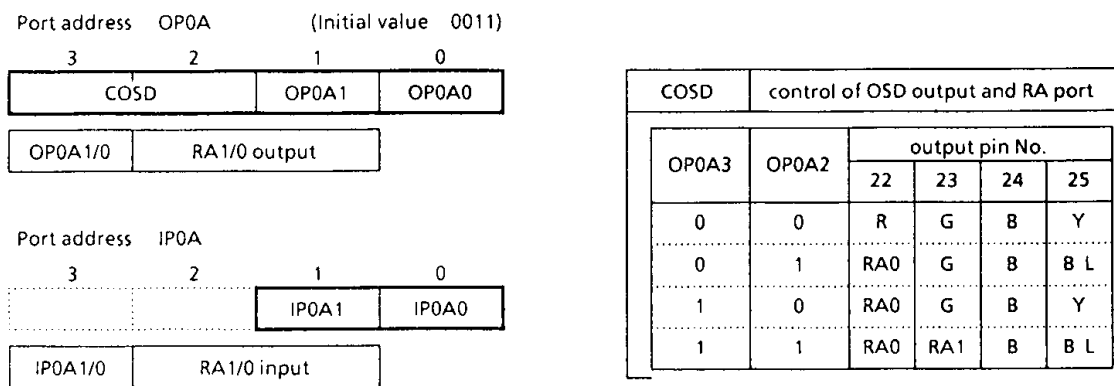 Port address OP0A (Initial value 0011)
3 2 1 0
COSD OP0A1 OP0A0
OP0A1/0 RA1/0 output
Port address IP0A
3 2 1 0
IP0A1 IP0A0
IP0A1/0 RA1/0 input
COSD control of OSD output and RA port
OP0A3 OP0A2 output pin No.
22 23 24 25
0 0 R G B Y
0 1 RA0 G B B L
1 0 RA0 G B Y
1 1 RA0 RA1 B B L